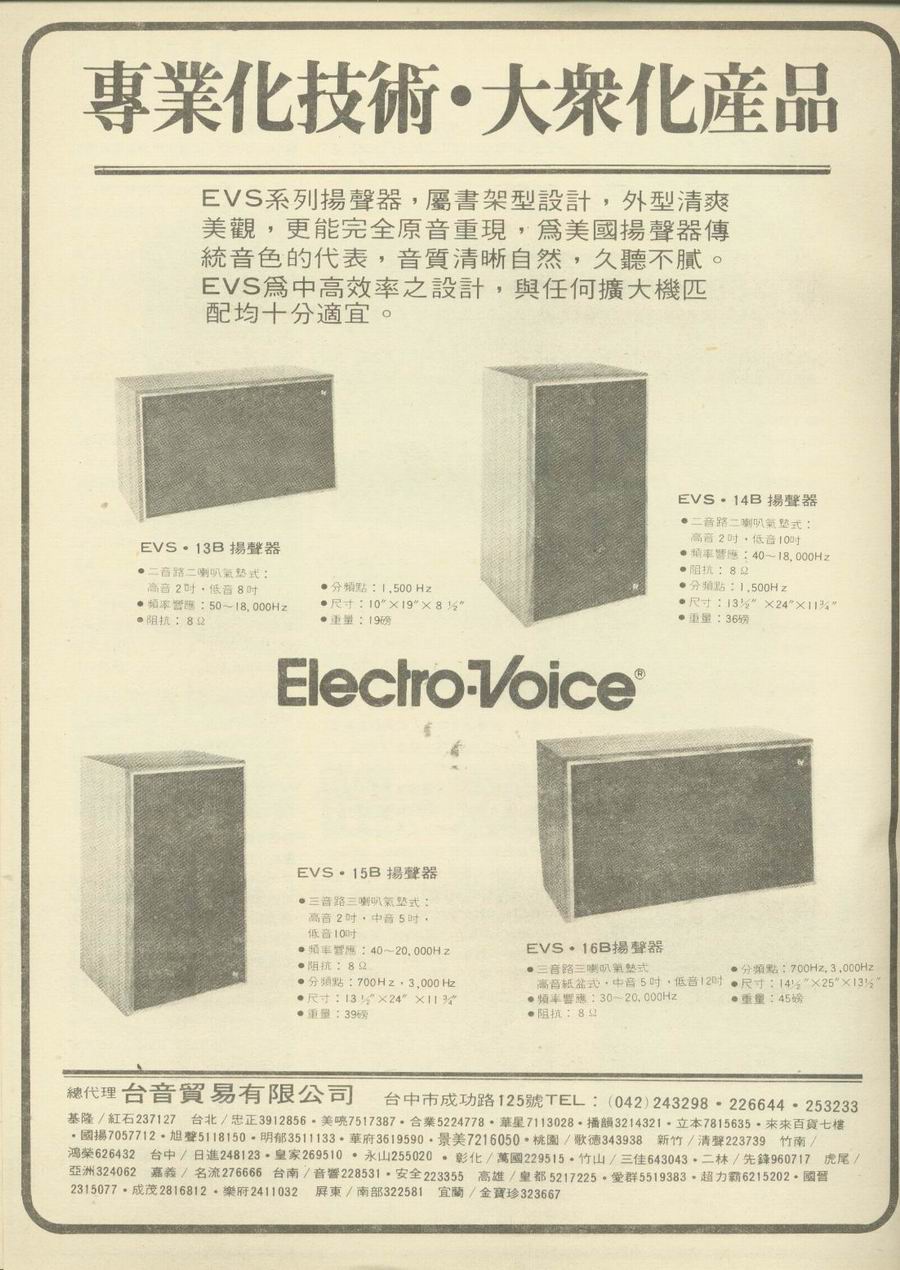 專業化技術・大衆化産品
EVS系列揚聲器，屬書架型設計，外型清爽
美觀，更能完全原音重現，爲美國揚聲器傳
統音色的代表，音質清晰自然，久聽不膩。
EVS爲中高效率之設計，與任何擴大機匹
配均十分適宜。
EVS・13B 揚聲器
●二音路二喇叭氣墊式：
高音2吋・低音8吋
●頻率響應：50～18,000Hz
●阻抗：8Ω
●分頻點：1,500 Hz
●尺寸：10″×19″×8 ½″
●重量：19磅
EVS・14B 揚聲器
●二音路二喇叭氣墊式：
高音2吋・低音10吋
●頻率響應：40～18,000Hz
●阻抗：8Ω
●分頻點：1,500Hz
●尺寸：13½″ ×24″×11¾″
●重量：36磅
Electro-Voice®
EVS・15B 揚聲器
●三音路三喇叭氣墊式：
高音2吋・中音5吋・
低音10吋
●頻率響應：40～20,000Hz
●阻抗：8Ω
●分頻點：700Hz・3,000Hz
●尺寸：13 ½″×24″ ×11 ¾″
●重量：39磅
EVS・16B揚聲器
●三音路三喇叭氣墊式
高音紙盆式・中音5吋・低音12吋
●頻率響應：30～20,000Hz
●阻抗：8Ω
●分頻點：700Hz,3,000Hz
●尺寸：14½″×25″×13½″
●重量：45磅
總代理 台音貿易有限公司 台中市成功路125號TEL：(042)243298・226644・253233
基隆/紅石237127 台北/忠正3912856・美喨7517387・合業5224778・華星7113028・播韻3214321・立本7815635・來來百貨七樓
・國揚7057712・旭聲5118150・明郁3511133・華府3619590・景美7216050・桃園/歌德343938 新竹/清聲223739 竹南/
鴻榮626432 台中/日進248123・皇家269510・永山255020・彰化/萬國229515・竹山/三佳643043・二林/先鋒960717 虎尾/
亞洲324062 嘉義/名流276666 台南/音響228531・安全223355 高雄/皇都5217225・愛群5519383・超力霸6215202・國晉
2315077・成茂2816812・樂府2411032 屏東/南部322581 宜蘭/金寶珍323667